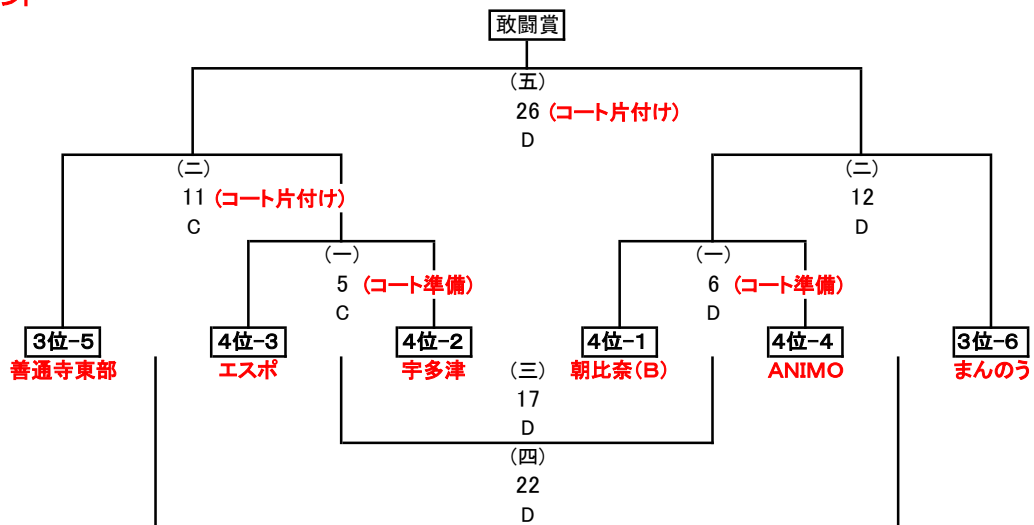 敢闘賞
(五)
26 (コート片付け)
D
(二)
11 (コート片付け)
C
(二)
12
D
(一)
5 (コート準備)
C
(一)
6 (コート準備)
D
3位-5 4位-3 4位-2 4位-1 4位-4 3位-6
善通寺東部 エスポ 宇多津 朝比奈(B) ANIMO まんのう
(三)
17
D
(四)
22
D